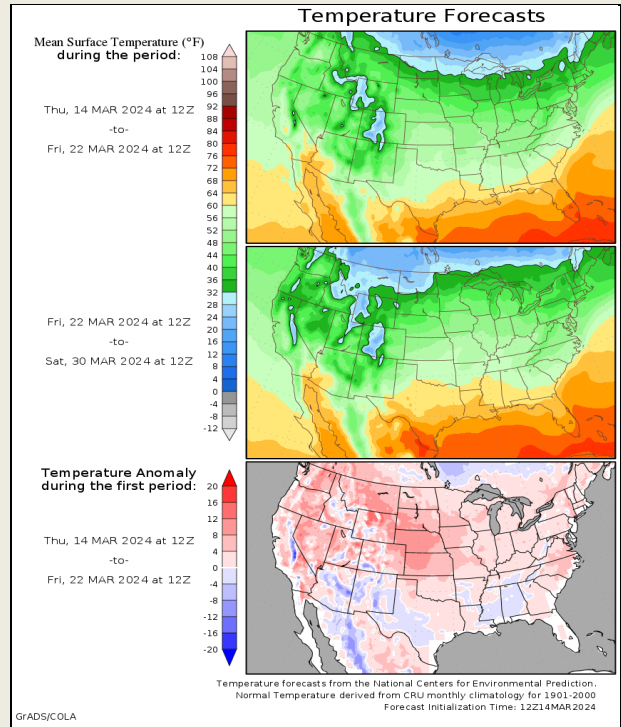 Temperature Forecasts
Mean Surface Temperature (°F)
during the period:
108
104
100
96
92
88
84
80
76
72
68
64
60
56
52
48
44
40
36
32
28
24
20
16
12
8
4
0
-4
-8
-12
Thu, 14 MAR 2024 at 12Z
-to-
Fri, 22 MAR 2024 at 12Z
Fri, 22 MAR 2024 at 12Z
-to-
Sat, 30 MAR 2024 at 12Z
Temperature Anomaly
during the first period:
20
16
12
8
4
0
-4
-8
-12
-16
-20
Thu, 14 MAR 2024 at 12Z
-to-
Fri, 22 MAR 2024 at 12Z
Temperature forecasts from the National Centers for Environmental Prediction.
Normal Temperature derived from CRU monthly climatology for 1901-2000
Forecast Initialization Time: 12Z14MAR2024
GrADS/COLA